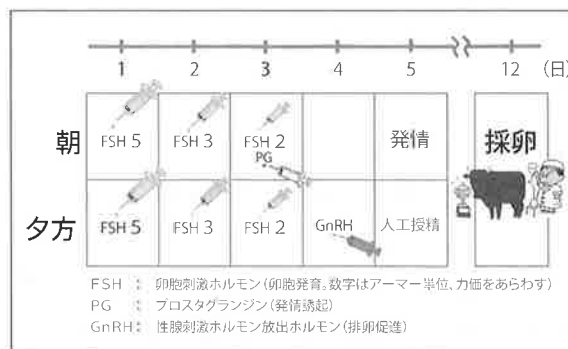 1 2 3 4 5 12 (日)
朝 FSH 5 FSH 3 FSH 2 発情 採卵
PG
夕方 FSH 5 FSH 3 FSH 2 GnRH 人工授精
FSH : 卵胞刺激ホルモン(卵胞発育。数字はアーマー単位、力価をあらわす)
PG : プロスタグランジン(発情誘起)
GnRH : 性腺刺激ホルモン放出ホルモン(排卵促進)